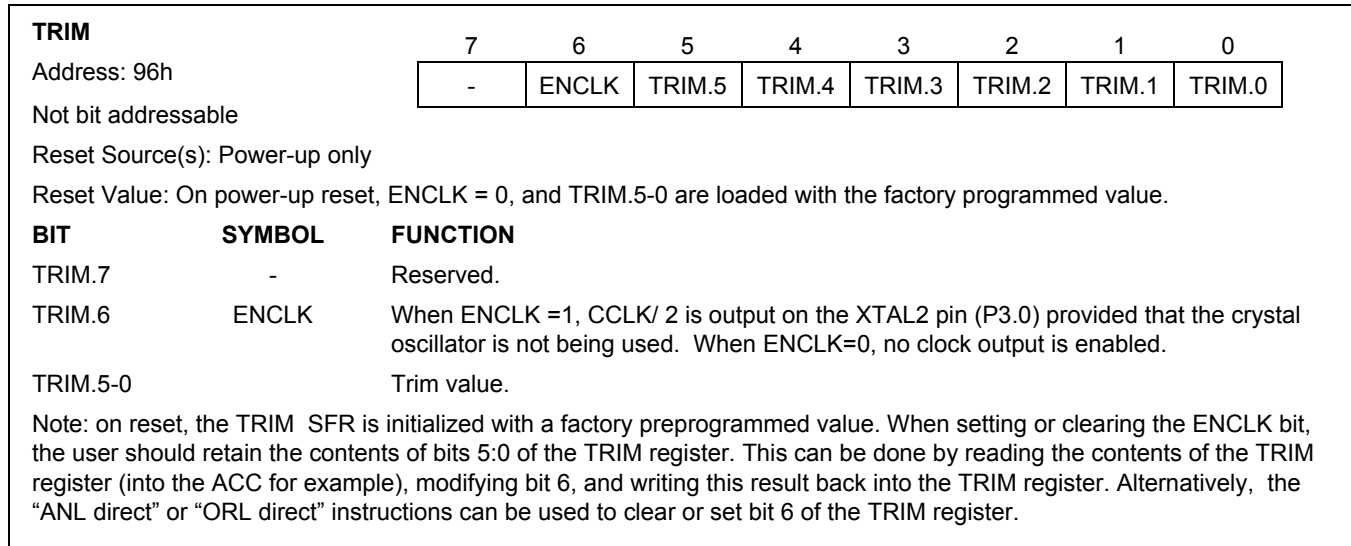 TRIM
7 6 5 4 3 2 1 0
Address: 96h
- ENCLK TRIM.5 TRIM.4 TRIM.3 TRIM.2 TRIM.1 TRIM.0
Not bit addressable
Reset Source(s): Power-up only
Reset Value: On power-up reset, ENCLK = 0, and TRIM.5-0 are loaded with the factory programmed value.
BIT SYMBOL FUNCTION
TRIM.7 - Reserved.
TRIM.6 ENCLK When ENCLK =1, CCLK/ 2 is output on the XTAL2 pin (P3.0) provided that the crystal
oscillator is not being used. When ENCLK=0, no clock output is enabled.
TRIM.5-0 Trim value.
Note: on reset, the TRIM SFR is initialized with a factory preprogrammed value. When setting or clearing the ENCLK bit,
the user should retain the contents of bits 5:0 of the TRIM register. This can be done by reading the contents of the TRIM
register (into the ACC for example), modifying bit 6, and writing this result back into the TRIM register. Alternatively, the
“ANL direct” or “ORL direct” instructions can be used to clear or set bit 6 of the TRIM register.